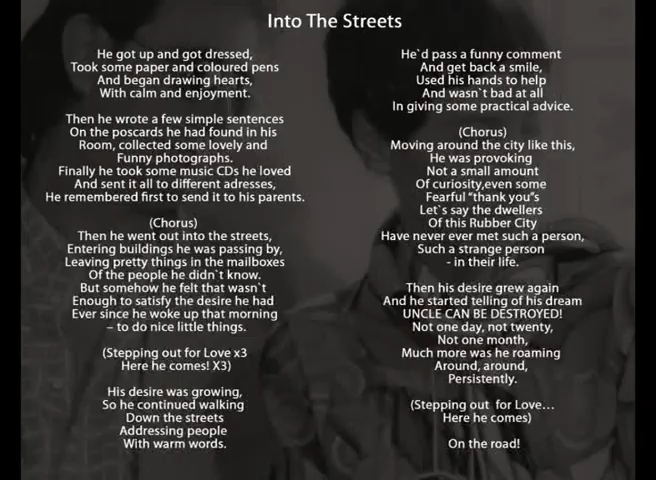 Into The Streets
He got up and got dressed,
Took some paper and coloured pens
And began drawing hearts,
With calm and enjoyment.
Then he wrote a few simple sentences
On the poscards he had found in his
Room, collected some lovely and
Funny photographs.
Finally he took some music CDs he loved
And sent it all to different adresses,
He remembered first to send it to his parents.
(Chorus)
Then he went out into the streets,
Entering buildings he was passing by,
Leaving pretty things in the mailboxes
Of the people he didn`t know.
But somehow he felt that wasn`t
Enough to satisfy the desire he had
Ever since he woke up that morning
– to do nice little things.
(Stepping out for Love x3
Here he comes! X3)
His desire was growing,
So he continued walking
Down the streets
Addressing people
With warm words.
He`d pass a funny comment
And get back a smile,
Used his hands to help
And wasn`t bad at all
In giving some practical advice.
(Chorus)
Moving around the city like this,
He was provoking
Not a small amount
Of curiosity,even some
Fearful “thank you”s
Let`s say the dwellers
Of this Rubber City
Have never ever met such a person,
Such a strange person
- in their life.
Then his desire grew again
And he started telling of his dream
UNCLE CAN BE DESTROYED!
Not one day, not twenty,
Not one month,
Much more was he roaming
Around, around,
Persistently.
(Stepping out for Love...
Here he comes)
On the road!